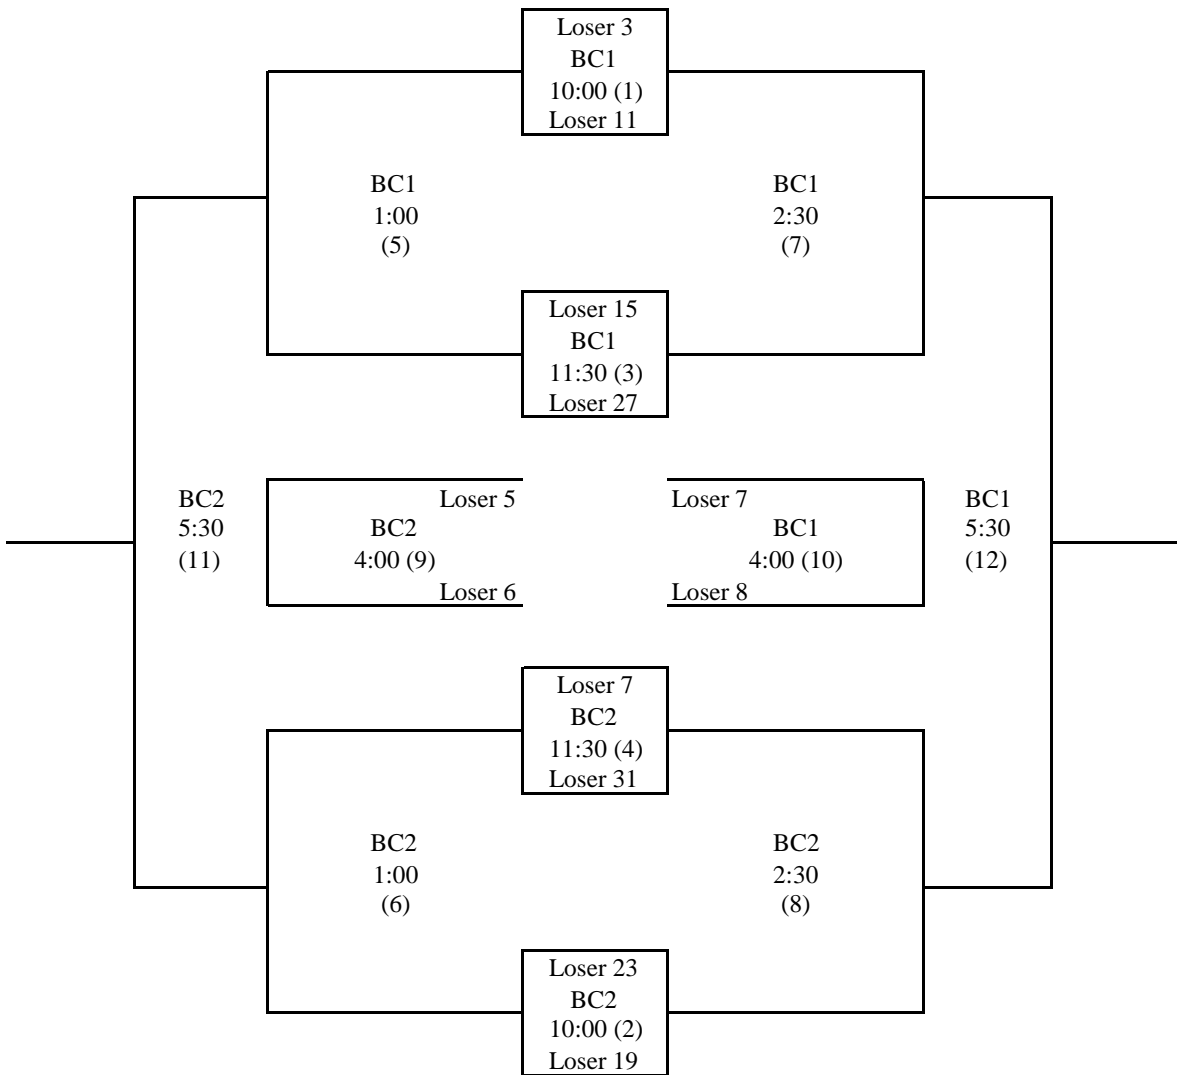 Loser 3
BC1
10:00 (1)
Loser 11
BC1
1:00
(5)
BC1
2:30
(7)
Loser 15
BC1
11:30 (3)
Loser 27
BC2
5:30
(11)
Loser 5
BC2
4:00 (9)
Loser 6
Loser 7
BC1
4:00 (10)
Loser 8
BC1
5:30
(12)
Loser 7
BC2
11:30 (4)
Loser 31
BC2
1:00
(6)
BC2
2:30
(8)
Loser 23
BC2
10:00 (2)
Loser 19